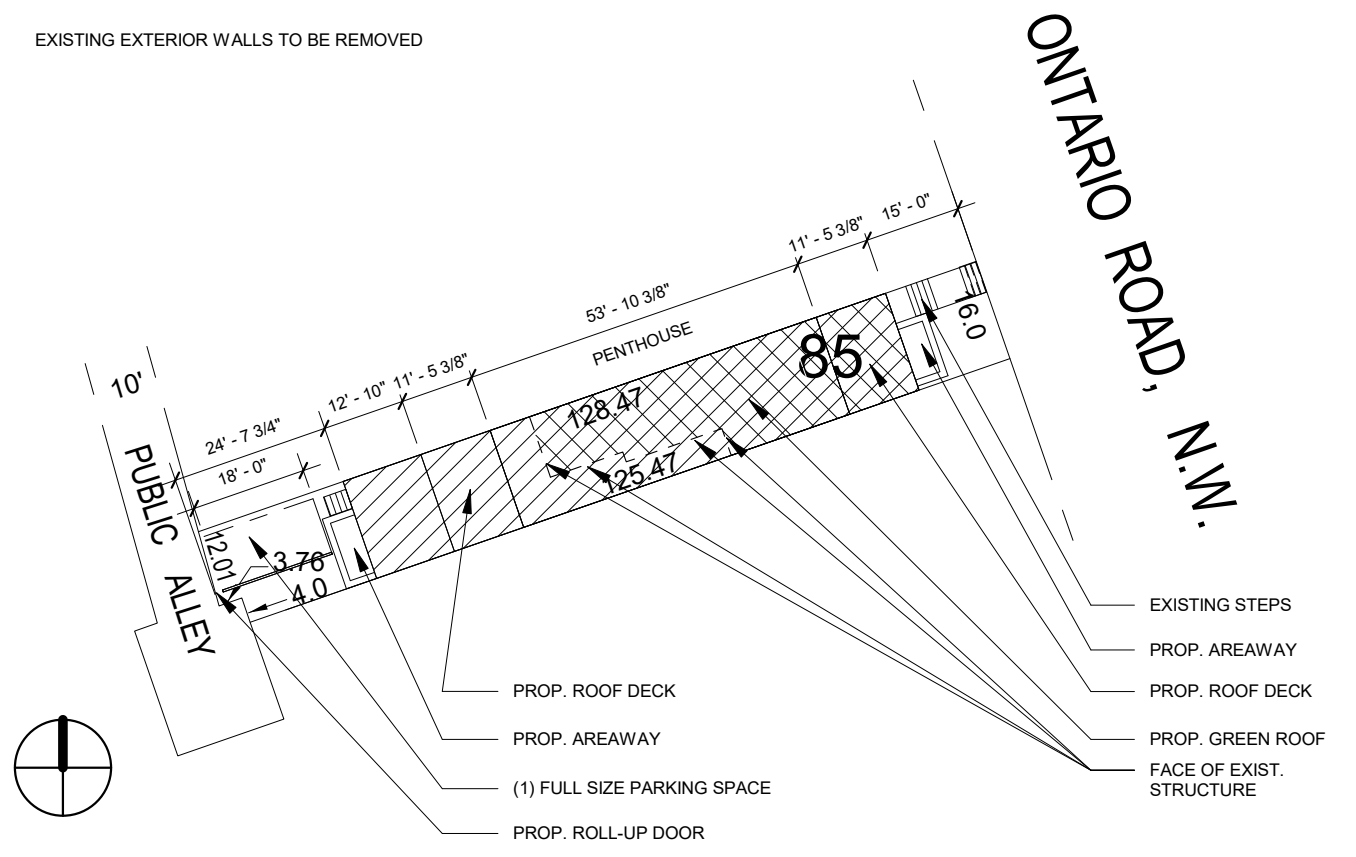 EXISTING EXTERIOR WALLS TO BE REMOVED
ONTARIO ROAD, N.W.
15' - 0"
11' - 5 3/8"
53' - 10 3/8"
PENTHOUSE
11' - 5 3/8"
12' - 10"
24' - 7 3/4"
18' - 0"
10'
PUBLIC ALLEY
16.0
85
128.47
125.47
12.01
3.76
4.0
EXISTING STEPS
PROP. AREAWAY
PROP. ROOF DECK
PROP. GREEN ROOF
FACE OF EXIST.
STRUCTURE
PROP. ROOF DECK
PROP. AREAWAY
(1) FULL SIZE PARKING SPACE
PROP. ROLL-UP DOOR